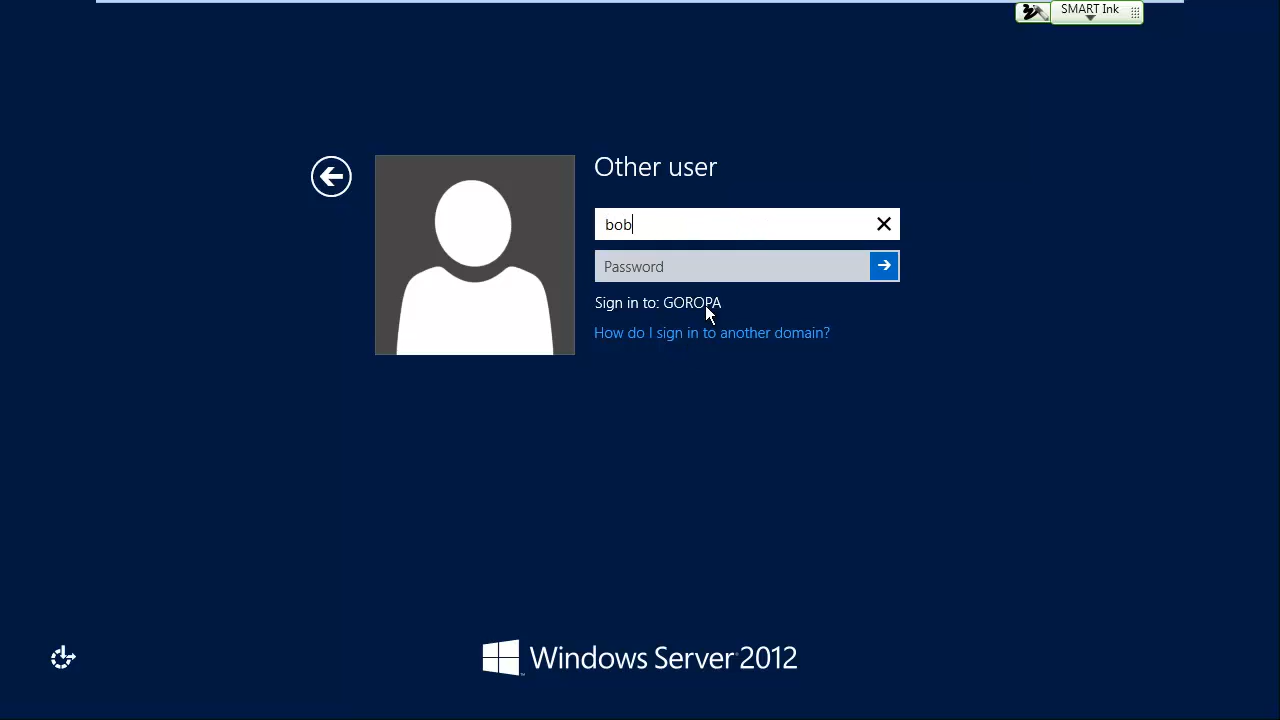 SMART Ink
Other user
bob
Password
Sign in to: GOROPA
How do I sign in to another domain?
Windows Server 2012